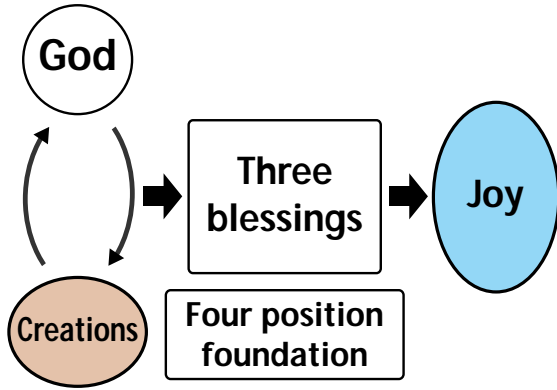 God
Three
blessings
Joy
Creations
Four position
foundation